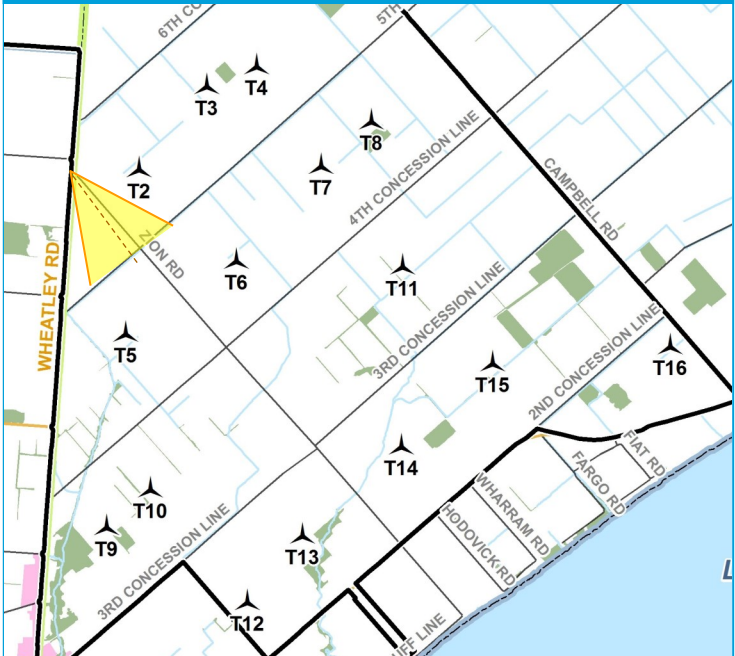 6TH CO
5TH
T4
T3
T8
T2
T7
4TH CONCESSION LINE
CAMPBELL RD
ZION RD
WHEATLEY RD
T6
T11
3RD CONCESSION LINE
T5
T15
T16
2ND CONCESSION LINE
T14
FIAT RD
FARGO RD
WHARRAM RD
HODOVICK RD
T10
T9
T13
3RD CONCESSION LINE
T12
IFF LINE
L